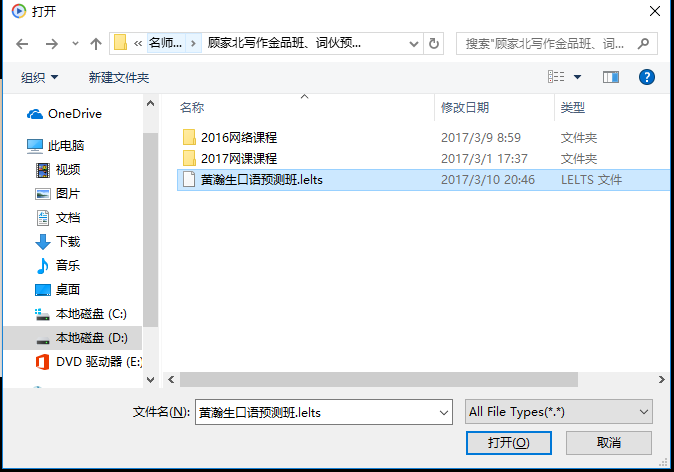 打开
« 名师... › 顾家北写作金品班、词伙预...
搜索"顾家北写作金品班、词...
组织
新建文件夹
名称 修改日期 类型
OneDrive
此电脑
视频
图片
文档
下载
音乐
桌面
本地磁盘 (C:)
本地磁盘 (D:)
DVD 驱动器 (E:)
2016网络课程 2017/3/9 8:59 文件夹
2017网课课程 2017/3/1 17:37 文件夹
黄瀚生口语预测班.lelts 2017/3/10 20:46 LELTS 文件
文件名(N): 黄瀚生口语预测班.lelts All File Types(*.*)
打开(O) 取消